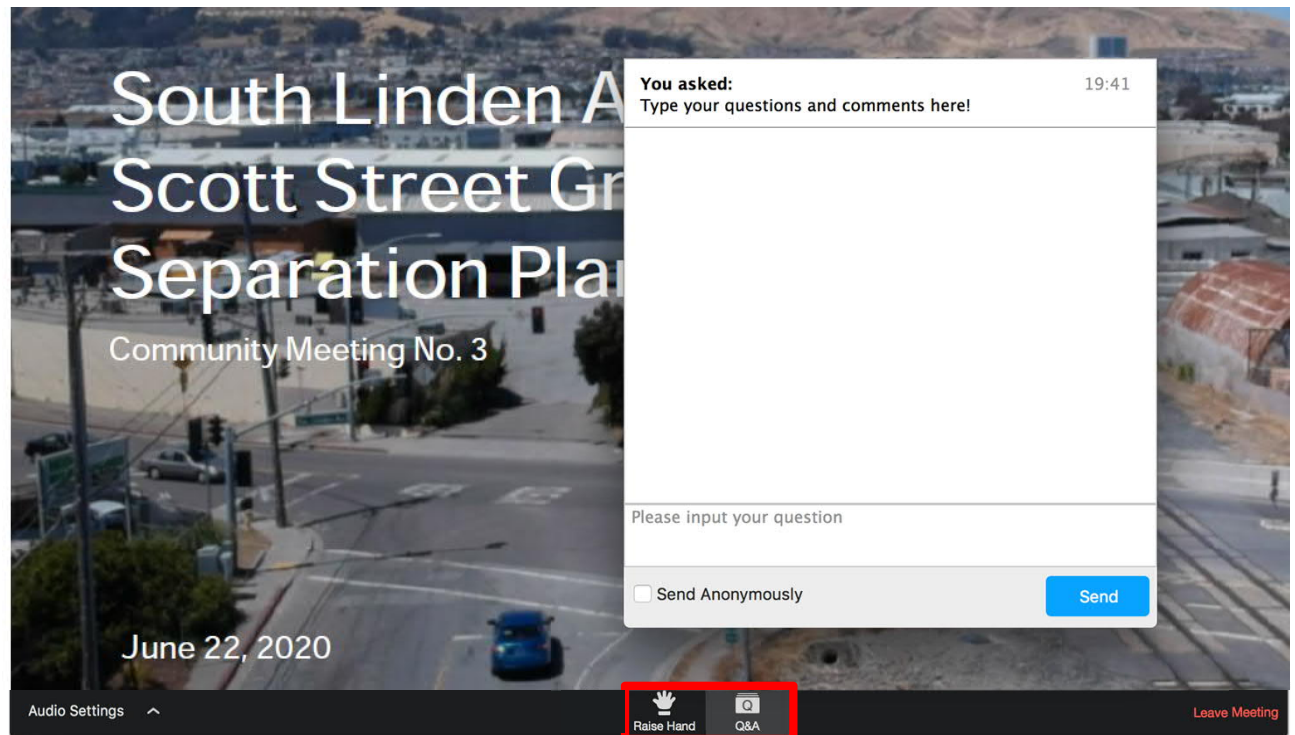 South Linden A
Scott Street Gr
Separation Pla
Community Meeting No. 3
June 22, 2020
You asked:
19:41
Type your questions and comments here!
Please input your question
Send Anonymously
Send
Audio Settings
Raise Hand
Q
Q&A
Leave Meeting